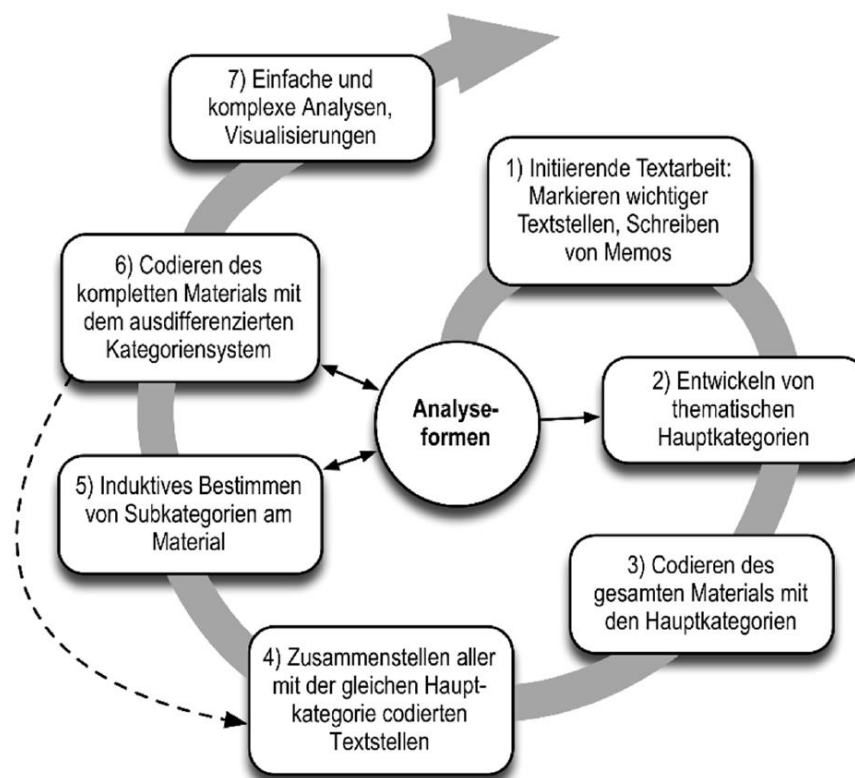 1) Initiierende Textarbeit:
Markieren wichtiger
Textstellen, Schreiben
von Memos
2) Entwickeln von
thematischen
Hauptkategorien
3) Codieren des
gesamten Materials mit
den Hauptkategorien
4) Zusammenstellen aller
mit der gleichen Haupt-
kategorie codierten
Textstellen
5) Induktives Bestimmen
von Subkategorien am
Material
6) Codieren des
kompletten Materials mit
dem ausdifferenzierten
Kategoriensystem
7) Einfache und
komplexe Analysen,
Visualisierungen
Analyse-
formen